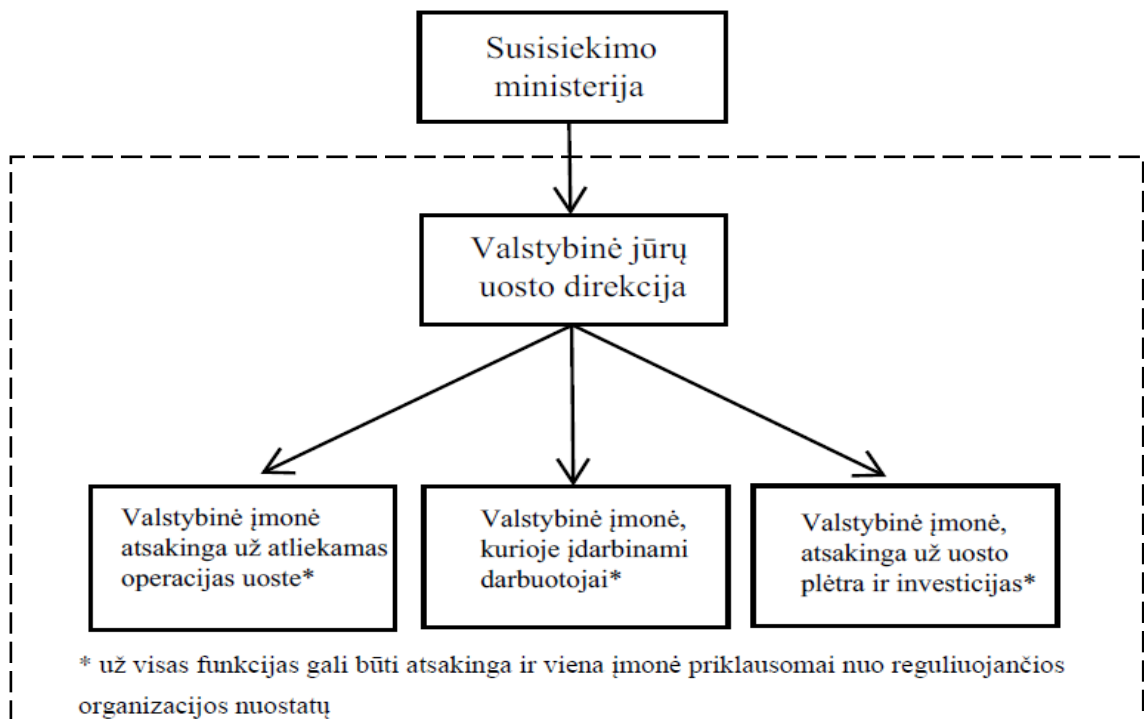 Susisiekimo
ministerija
Valstybinė jūrų
uosto direkcija
Valstybinė įmonė
atsakinga už atliekamas
operacijas uoste*
Valstybinė įmonė,
kurioje įdarbinami
darbuotojai*
Valstybinė įmonė,
atsakinga už uosto
plėtra ir investicijas*
* už visas funkcijas gali būti atsakinga ir viena įmonė priklausomai nuo reguliuojančios
organizacijos nuostatų